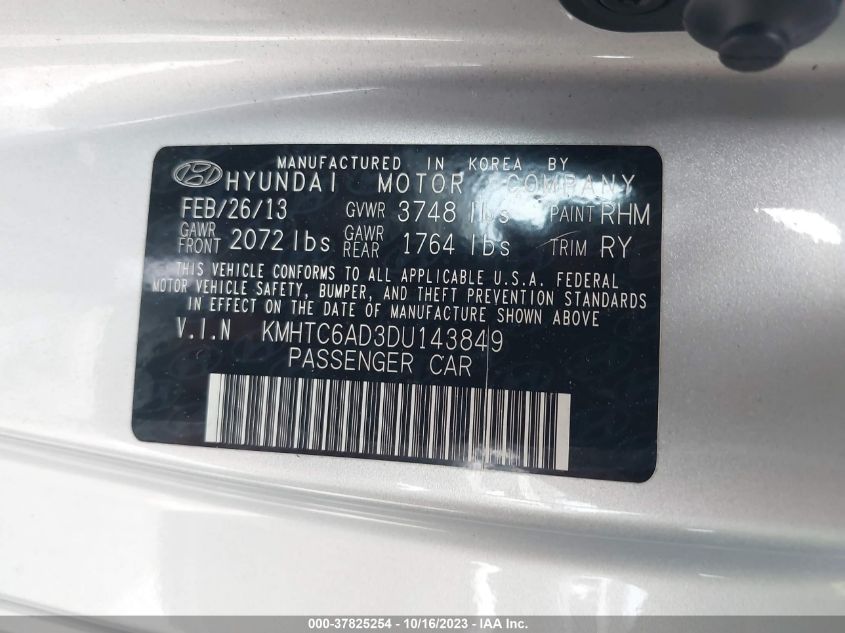 MANUFACTURED IN KOREA BY
HYUNDAI MOTOR COMPANY
FEB/26/13 GVWR 3748 lbs PAINT RHM
GAWR FRONT 2072 lbs GAWR REAR 1764 lbs TRIM RY
THIS VEHICLE CONFORMS TO ALL APPLICABLE U.S.A. FEDERAL
MOTOR VEHICLE SAFETY, BUMPER, AND THEFT PREVENTION STANDARDS
IN EFFECT ON THE DATE OF MANUFACTURE SHOWN ABOVE
V.I.N KMHTC6AD3DU143849
PASSENGER CAR
000-37825254 - 10/16/2023 - IAA Inc.